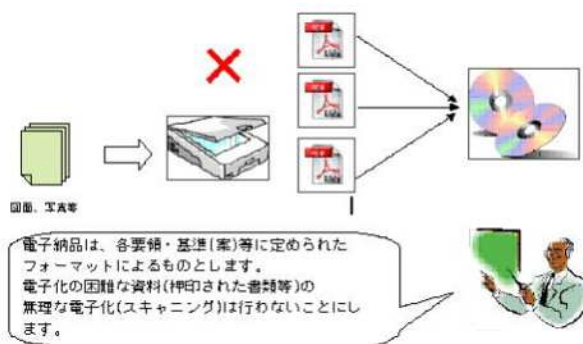 図面、写真等
電子納品は、各要領・基準(案)等に定められた
フォーマットによるものとします。
電子化の困難な資料(押印された書類等)の
無理な電子化(スキャニング)は行わないことにし
ます。